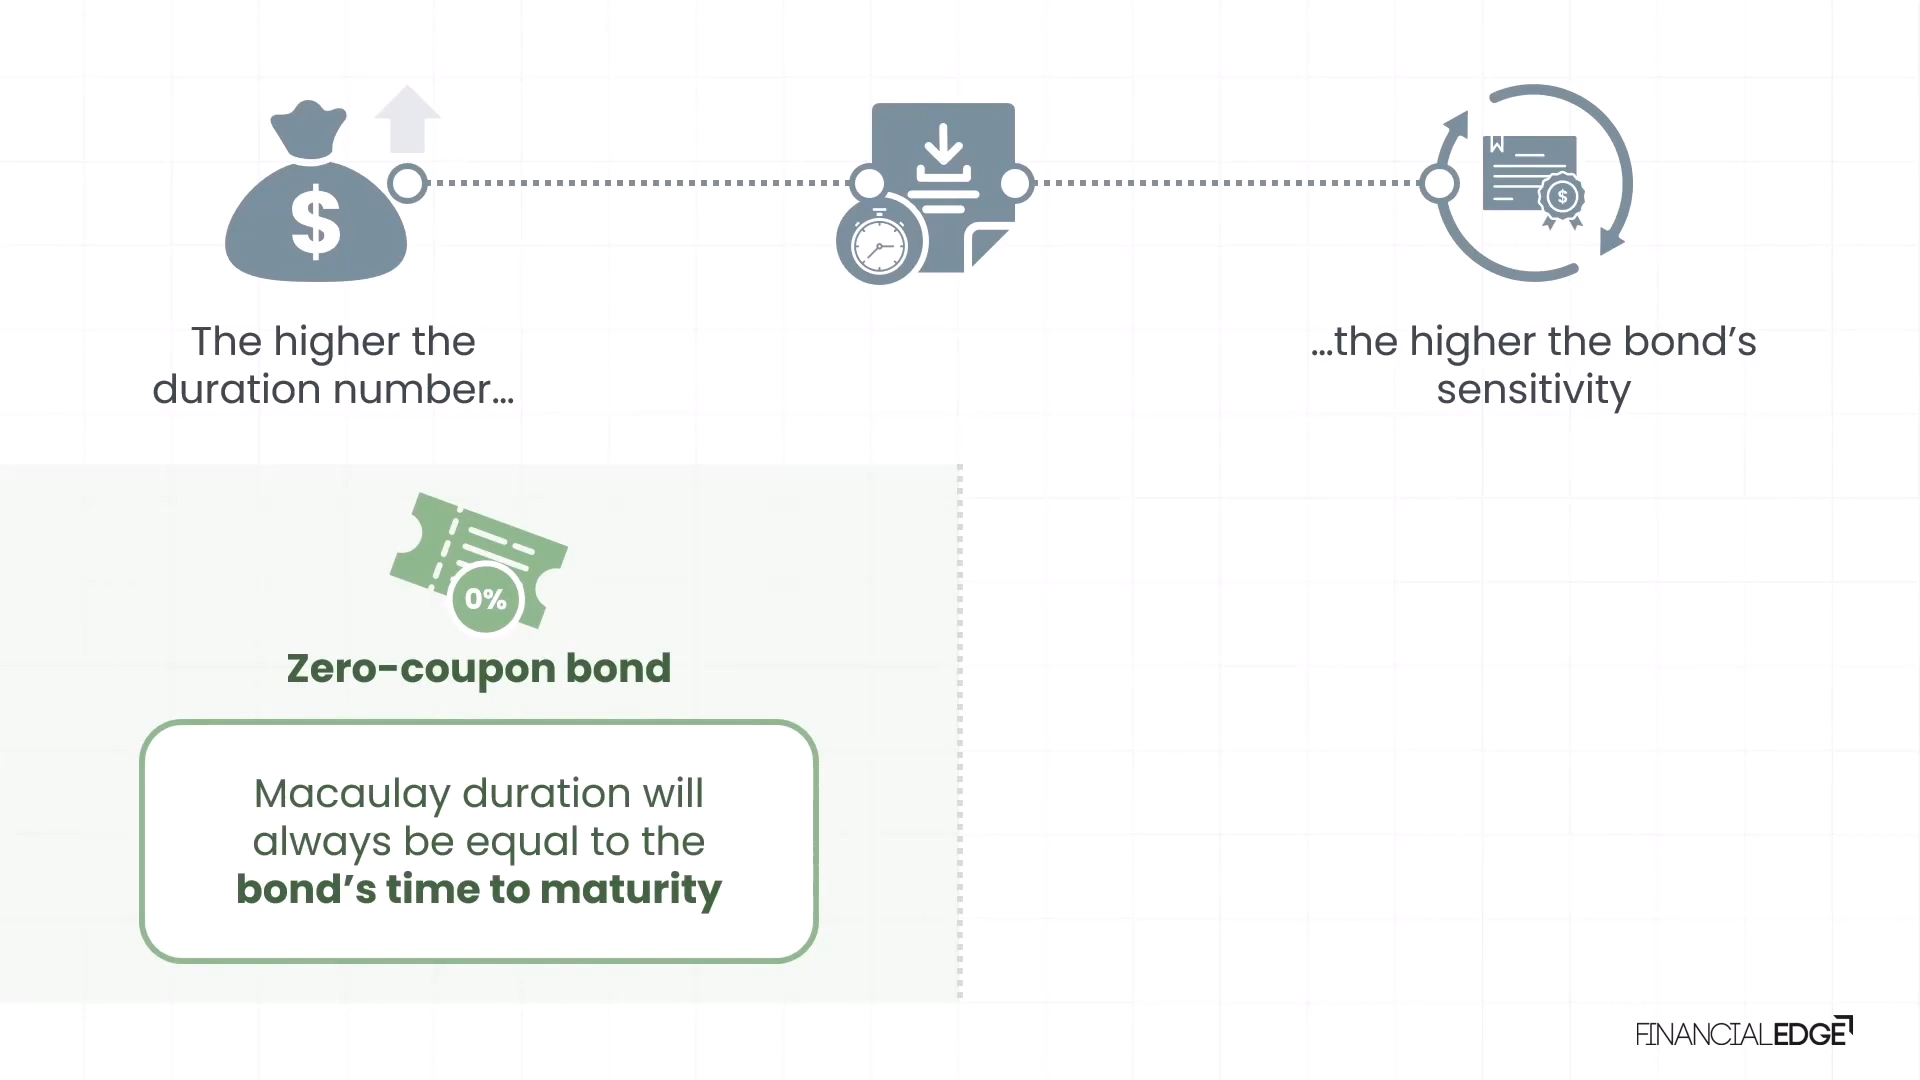 $
$
The higher the
duration number...
...the higher the bond’s
sensitivity
0%
Zero-coupon bond
Macaulay duration will
always be equal to the
bond’s time to maturity
FINANCIALEDGE